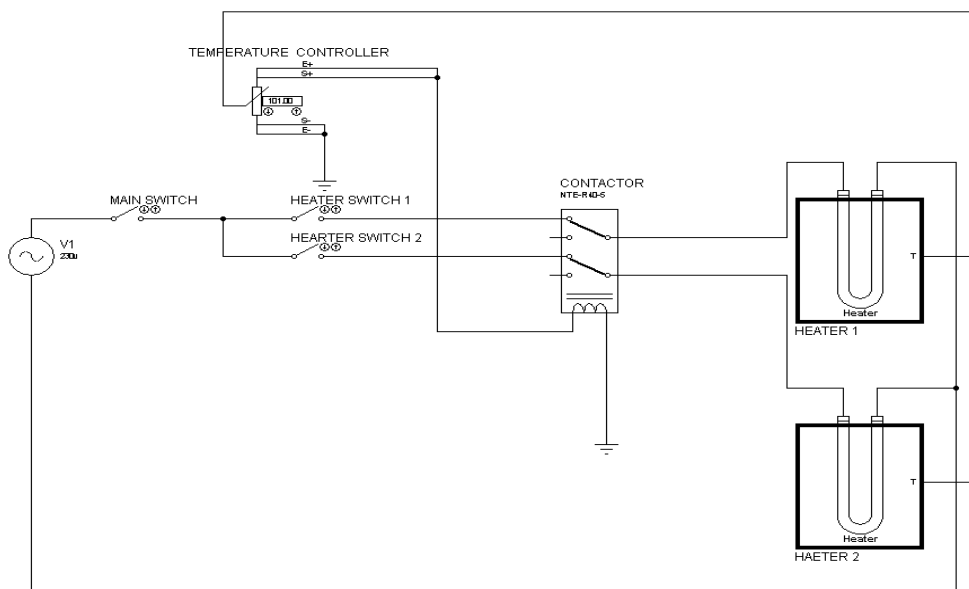 TEMPERATURE CONTROLLER
E+
S+
101.00
S-
E-
MAIN SWITCH
HEATER SWITCH 1
HEARTER SWITCH 2
CONTACTOR
NTE-R40-5
V1
230u
T
Heater
HEATER 1
T
Heater
HAETER 2